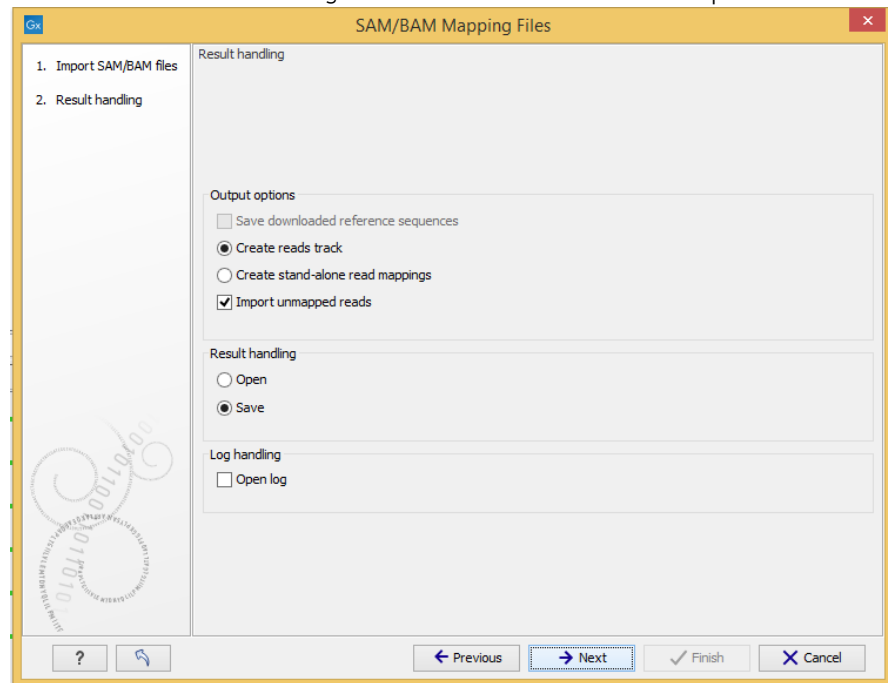 Gx
SAM/BAM Mapping Files
1. Import SAM/BAM files
2. Result handling
Result handling
Output options
Save downloaded reference sequences
Create reads track
Create stand-alone read mappings
Import unmapped reads
Result handling
Open
Save
Log handling
Open log
?
Previous
Next
Finish
Cancel